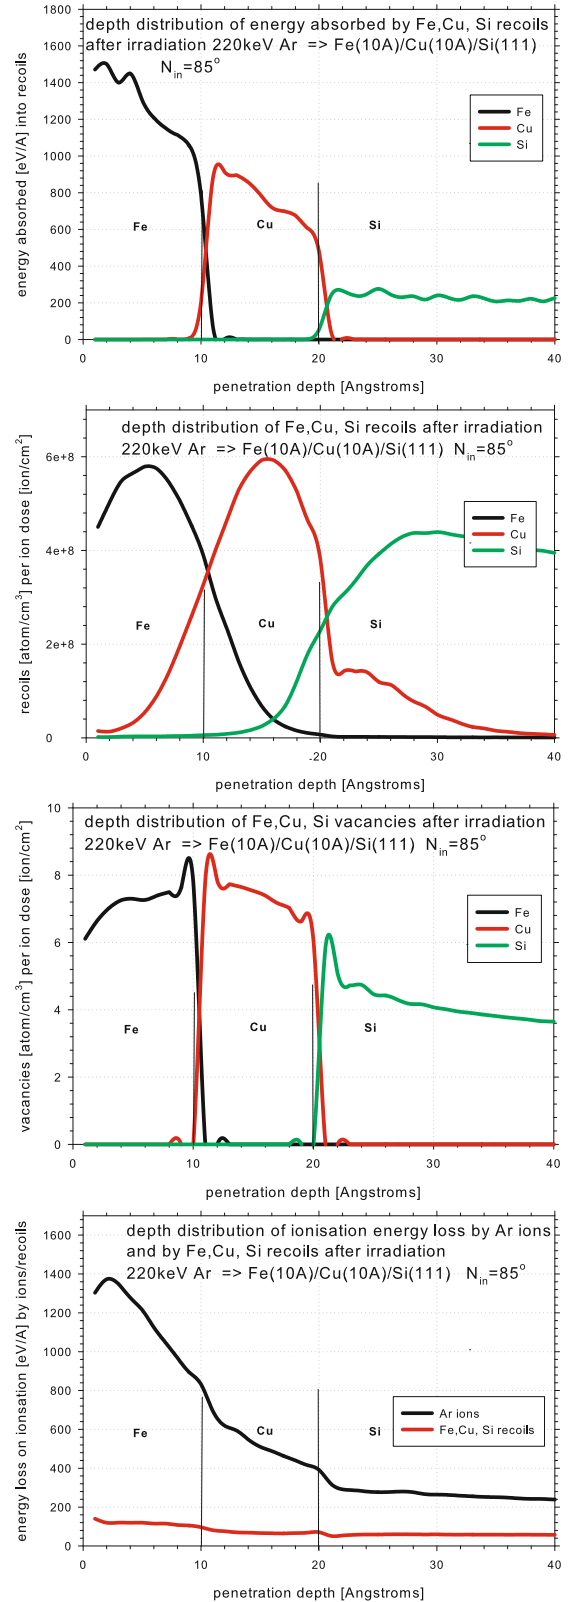 depth distribution of energy absorbed by Fe,Cu, Si recoils
after irradiation 220keV Ar => Fe(10A)/Cu(10A)/Si(111)
N_in=85°
energy absorbed [eV/A] into recoils
1800
1600
1400
1200
1000
800
600
400
200
0
Fe
Cu
Si
Fe
Cu
Si
0 10 20 30 40
penetration depth [Angstroms]
depth distribution of Fe,Cu, Si recoils after irradiation
220keV Ar => Fe(10A)/Cu(10A)/Si(111) N_in=85°
recoils [atom/cm³] per ion dose [ion/cm²]
6e+8
4e+8
2e+8
0
Fe
Cu
Si
Fe
Cu
Si
0 10 20 30 40
penetration depth [Angstroms]
depth distribution of Fe,Cu, Si vacancies after irradiation
220keV Ar => Fe(10A)/Cu(10A)/Si(111) N_in=85°
vacancies [atom/cm³] per ion dose [ion/cm²]
10
8
6
4
2
0
Fe
Cu
Si
Fe
Cu
Si
0 10 20 30 40
penetration depth [Angstroms]
depth distribution of ionisation energy loss by Ar ions
and by Fe,Cu, Si recoils after irradiation
220keV Ar => Fe(10A)/Cu(10A)/Si(111) N_in=85°
energy loss on ionisation [eV/A] by ions/recoils
1600
1400
1200
1000
800
600
400
200
0
Ar ions
Fe,Cu, Si recoils
Fe
Cu
Si
0 10 20 30 40
penetration depth [Angstroms]